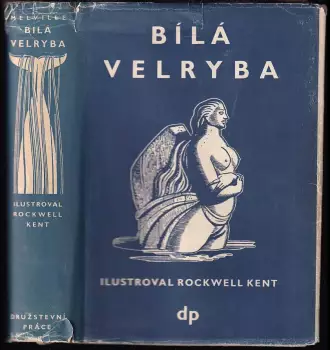 MELVILLE
BÍLÁ
VELRYBA
ILUSTROVAL
ROCKWELL
KENT
DRUŽSTEVNÍ
PRÁCE
BÍLÁ
VELRYBA
ILUSTROVAL ROCKWELL KENT
dp